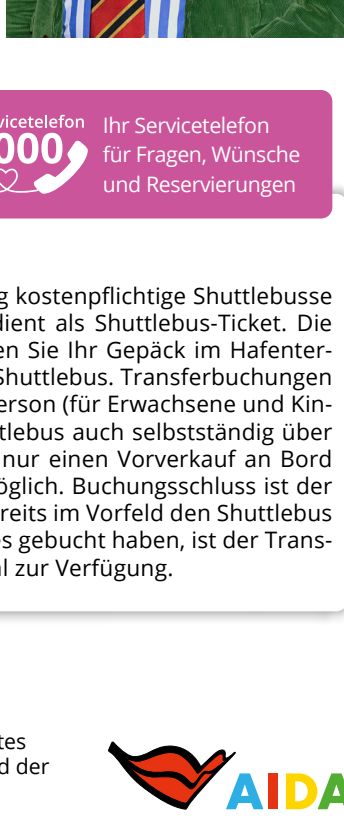 vicetelefon
000
Ihr Servicetelefon
für Fragen, Wünsche
und Reservierungen
g kostenpflichtige Shuttlebusse
dient als Shuttlebus-Ticket. Die
en Sie Ihr Gepäck im Hafenter-
Shuttlebus. Transferbuchungen
erson (für Erwachsene und Kin-
tlebus auch selbstständig über
nur einen Vorverkauf an Bord
öglich. Buchungsschluss ist der
reits im Vorfeld den Shuttlebus
es gebucht haben, ist der Trans-
al zur Verfügung.
tes
d der
AIDA